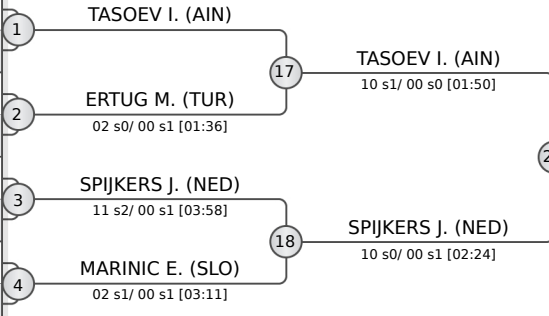 TASOEV I. (AIN)
1
17
TASOEV I. (AIN)
10 s1/ 00 s0 [01:50]
ERTUG M. (TUR)
2
02 s0/ 00 s1 [01:36]
SPIJKERS J. (NED)
3
11 s2/ 00 s1 [03:58]
18
SPIJKERS J. (NED)
10 s0/ 00 s1 [02:24]
MARINIC E. (SLO)
4
02 s1/ 00 s1 [03:11]